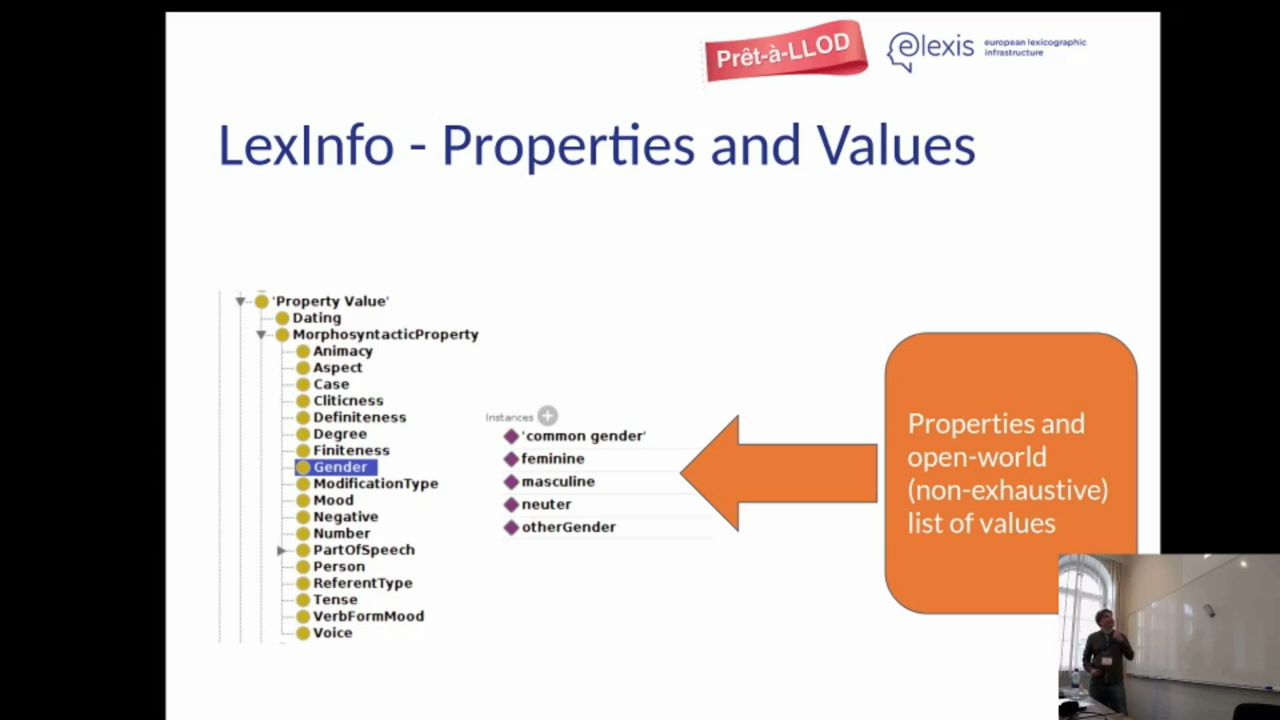 Prêt-à-LLOD
elexis
european lexicographic
infrastructure
LexInfo - Properties and Values
'Property Value'
Dating
MorphosyntacticProperty
Animacy
Aspect
Case
Cliticness
Definiteness
Degree
Finiteness
Gender
ModificationType
Mood
Negative
Number
PartOfSpeech
Person
ReferentType
Tense
VerbFormMood
Voice
Instances
'common gender'
feminine
masculine
neuter
otherGender
Properties and
open-world
(non-exhaustive)
list of values